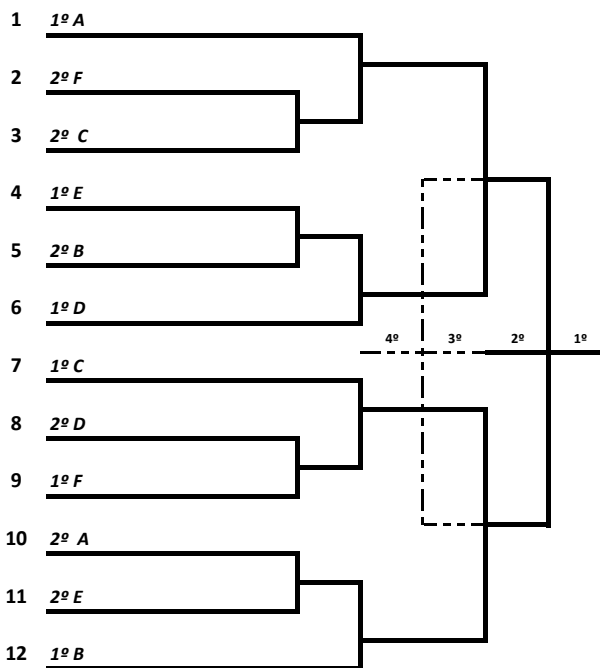 1 1º A
2 2º F
3 2º C
4 1º E
5 2º B
6 1º D
4º 3º 2º 1º
7 1º C
8 2º D
9 1º F
10 2º A
11 2º E
12 1º B